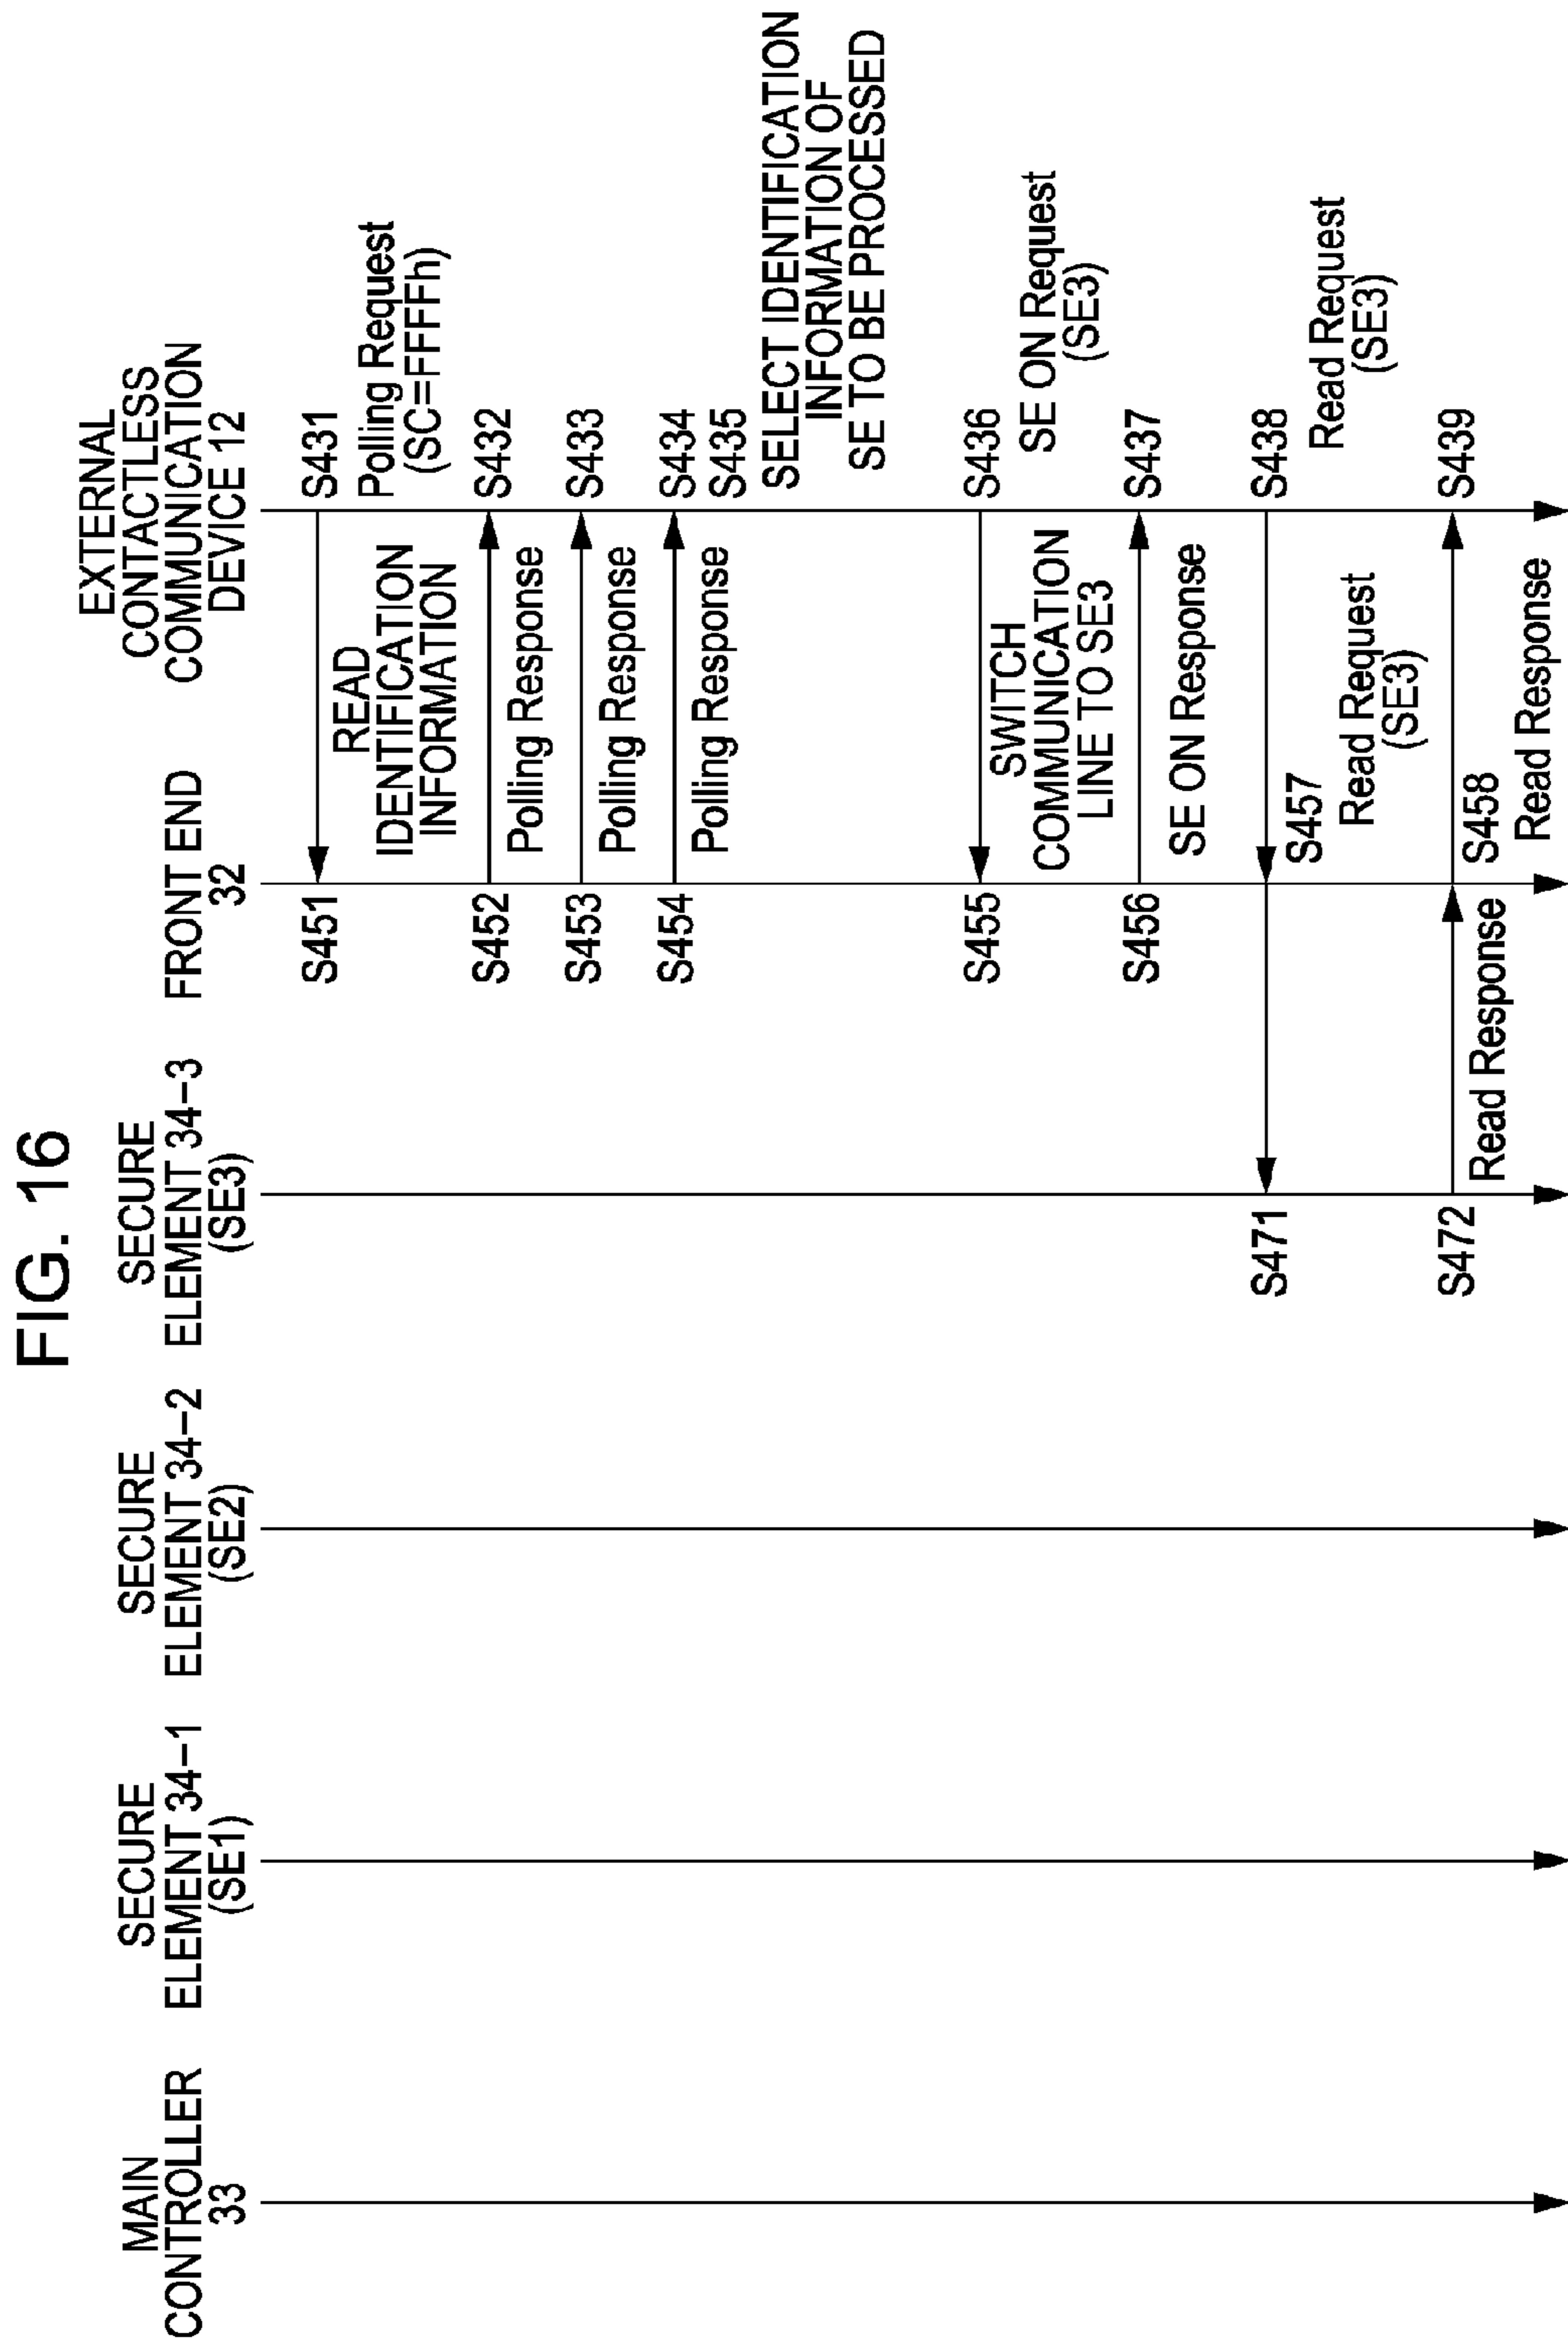 FIG. 16
MAIN
CONTROLLER
33
SECURE
ELEMENT 34-1
(SE1)
SECURE
ELEMENT 34-2
(SE2)
SECURE
ELEMENT 34-3
(SE3)
FRONT END
32
EXTERNAL
CONTACTLESS
COMMUNICATION
DEVICE 12
S451
S431
READ
IDENTIFICATION
INFORMATION
Polling Request
(SC=FFFFh)
S452
S432
Polling Response
S453
S433
Polling Response
S454
S434
Polling Response
S435
SELECT IDENTIFICATION
INFORMATION OF
SE TO BE PROCESSED
S455
S436
SWITCH
COMMUNICATION
LINE TO SE3
SE ON Request
(SE3)
S456
S437
SE ON Response
S471
S457
S438
Read Request
(SE3)
Read Request
(SE3)
S472
S458
S439
Read Response
Read Response